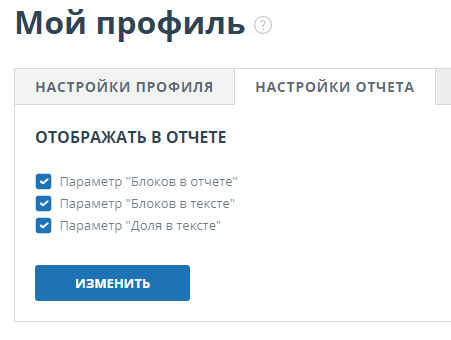 Мой профиль ?
НАСТРОЙКИ ПРОФИЛЯ
НАСТРОЙКИ ОТЧЕТА
ОТОБРАЖАТЬ В ОТЧЕТЕ
Параметр "Блоков в отчете"
Параметр "Блоков в тексте"
Параметр "Доля в тексте"
ИЗМЕНИТЬ